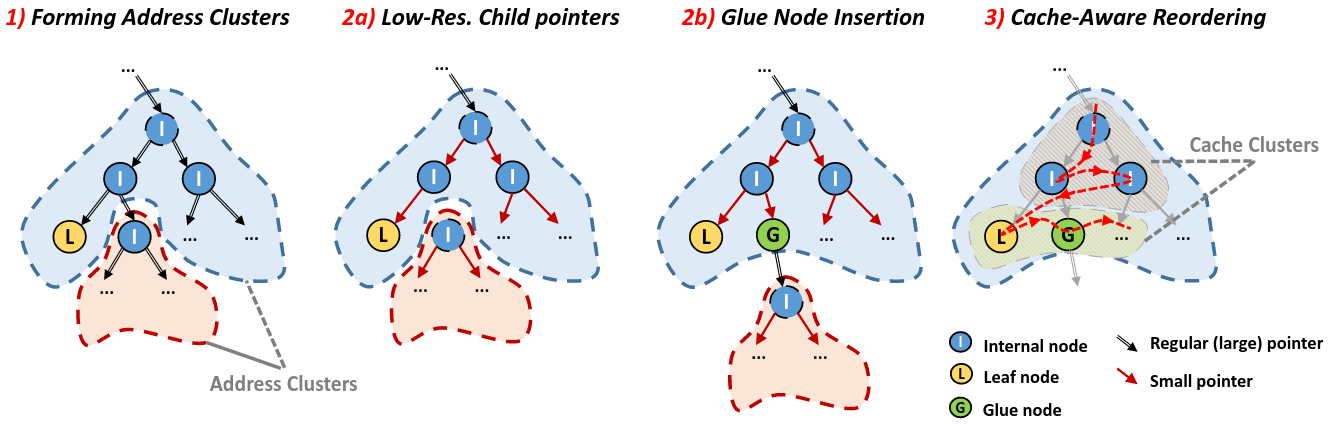 1) Forming Address Clusters
2a) Low-Res. Child pointers
2b) Glue Node Insertion
3) Cache-Aware Reordering
...
...
...
...
I
I
I
I
I
I
I
I
I
I
I
I
L
I
...
...
L
I
...
...
L
G
...
...
L
G
...
...
...
...
...
...
I
...
...
Cache Clusters
Address Clusters
I Internal node
L Leaf node
G Glue node
Regular (large) pointer
Small pointer